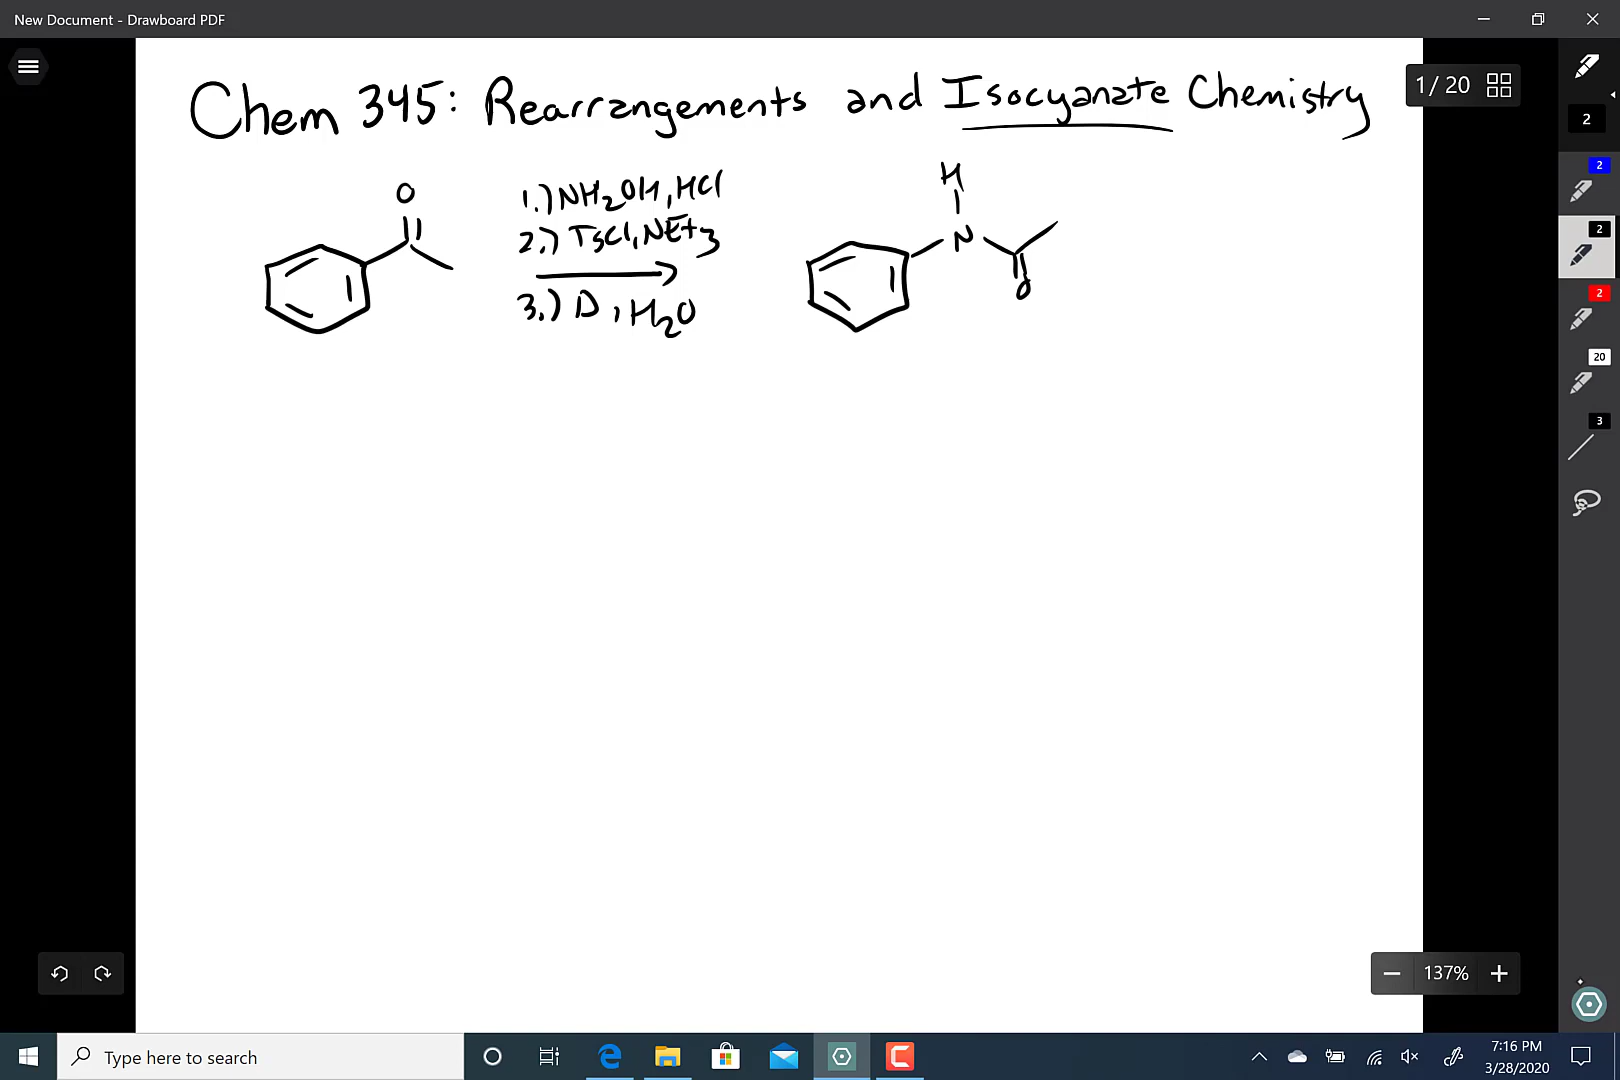 New Document - Drawboard PDF
Chem 345: Rearrangements and Isocyanate Chemistry
1 / 20
2
2
2
2
20
3
O
1.) NH2OH, HCl
2.) TsCl, NEt3
3.) D, H2O
H
N
O
137%
Type here to search
7:16 PM
3/28/2020